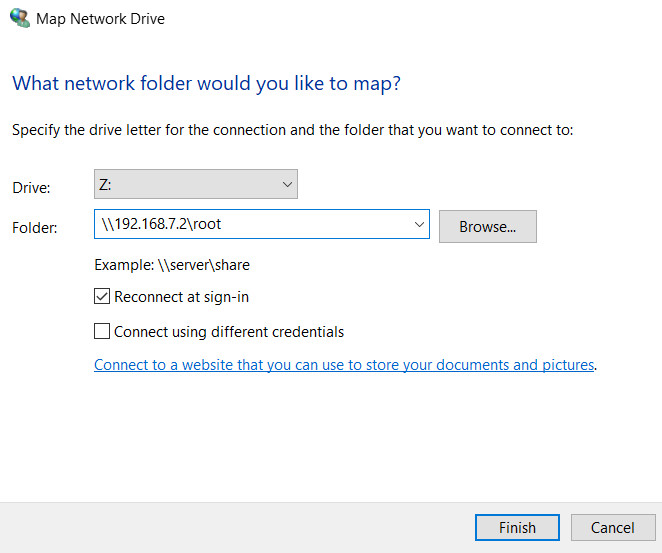 Map Network Drive
What network folder would you like to map?
Specify the drive letter for the connection and the folder that you want to connect to:
Drive: Z:
Folder: \\192.168.7.2\root Browse...
Example: \\server\share
Reconnect at sign-in
Connect using different credentials
Connect to a website that you can use to store your documents and pictures.
Finish Cancel